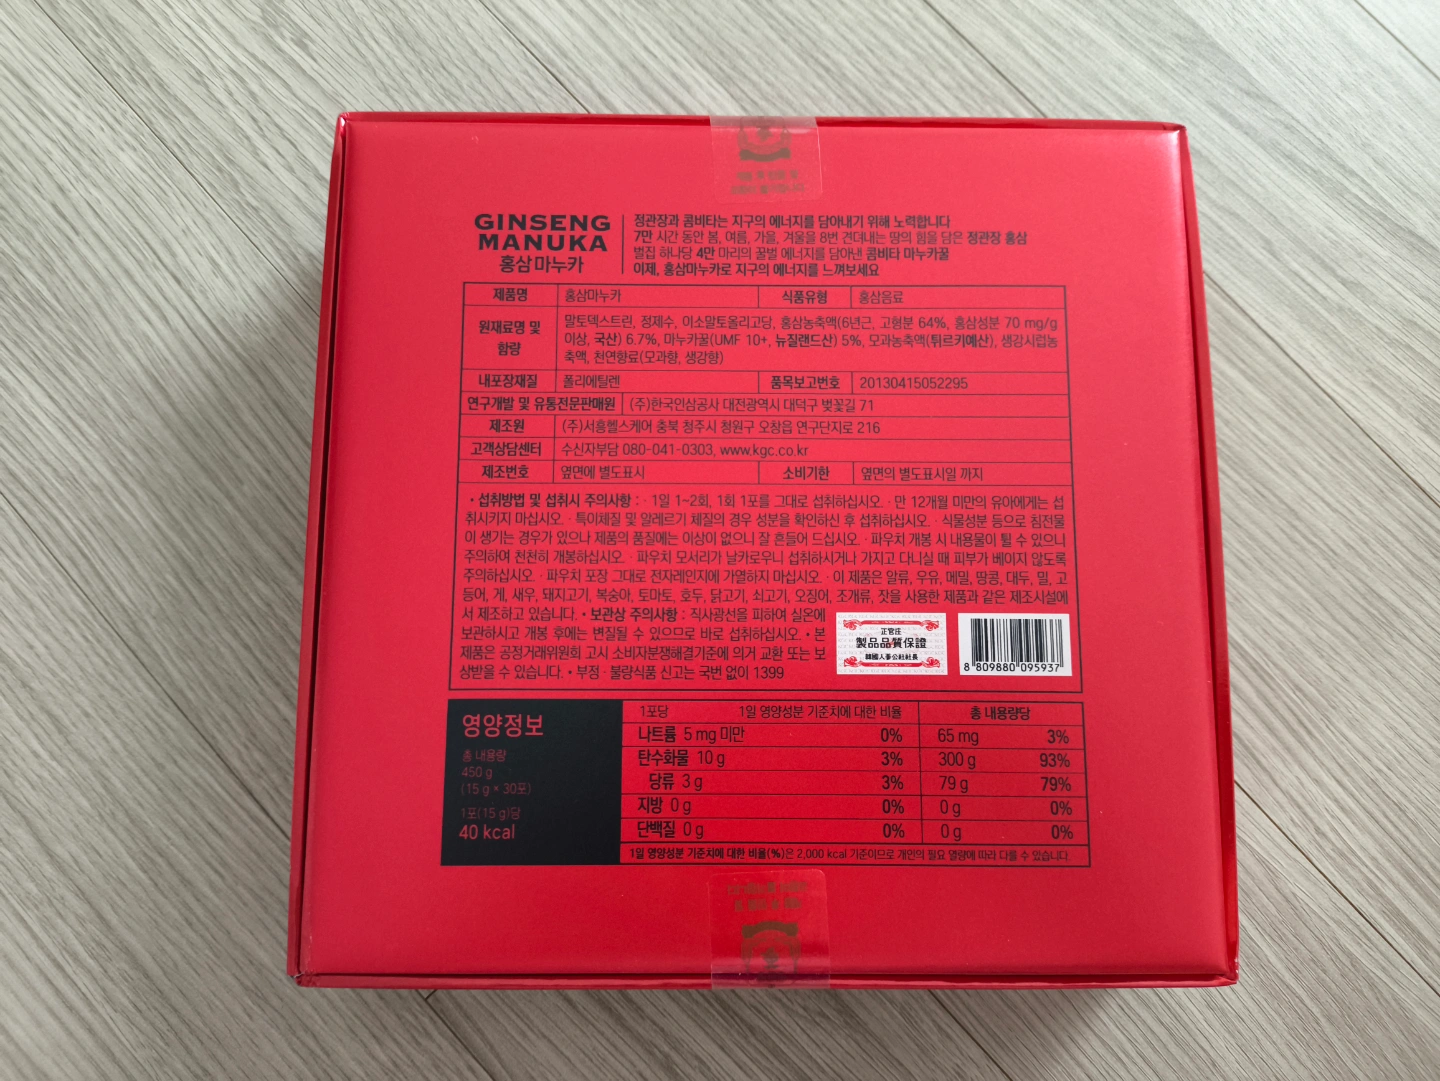 GINSENG
MANUKA
홍삼마누카
정관장과 콤비타는 지구의 에너지를 담아내기 위해 노력합니다
7만 시간 동안 봄, 여름, 가을, 겨울을 8번 견뎌내는 땅의 힘을 담은 정관장 홍삼
벌집 하나당 4만 마리의 꿀벌 에너지를 담아낸 콤비타 마누카꿀
이제, 홍삼마누카로 지구의 에너지를 느껴보세요
제품명 홍삼마누카 식품유형 홍삼음료
원재료명 및 함량
말토덱스트린, 정제수, 이소말토올리고당, 홍삼농축액(6년근, 고형분 64%, 홍삼성분 70 mg/g
이상, 국산) 6.7%, 마누카꿀(UMF 10+, 뉴질랜드산) 5%, 모과농축액(튀르키예산), 생강시럽농
축액, 천연향료(모과향, 생강향)
내포장재질 폴리에틸렌 품목보고번호 20130415052295
연구개발 및 유통전문판매원 (주)한국인삼공사 대전광역시 대덕구 벚꽃길 71
제조원 (주)서흥헬스케어 충북 청주시 청원구 오창읍 연구단지로 216
고객상담센터 수신자부담 080-041-0303, www.kgc.co.kr
제조번호 옆면에 별도표시 소비기한 옆면의 별도표시일 까지
• 섭취방법 및 섭취시 주의사항 : · 1일 1~2회, 1회 1포를 그대로 섭취하십시오. · 만 12개월 미만의 유아에게는 섭
취시키지 마십시오. · 특이체질 및 알레르기 체질의 경우 성분을 확인하신 후 섭취하십시오. · 식물성분 등으로 침전물
이 생기는 경우가 있으나 제품의 품질에는 이상이 없으니 잘 흔들어 드십시오. · 파우치 개봉 시 내용물이 튈 수 있으니
주의하여 천천히 개봉하십시오. · 파우치 모서리가 날카로우니 섭취하시거나 가지고 다니실 때 피부가 베이지 않도록
주의하십시오. · 파우치 포장 그대로 전자레인지에 가열하지 마십시오. · 이 제품은 알류, 우유, 메밀, 땅콩, 대두, 밀, 고
등어, 게, 새우, 돼지고기, 복숭아, 토마토, 호두, 닭고기, 쇠고기, 오징어, 조개류, 잣을 사용한 제품과 같은 제조시설에
서 제조하고 있습니다. • 보관상 주의사항 : 직사광선을 피하여 실온에
보관하시고 개봉 후에는 변질될 수 있으므로 바로 섭취하십시오. • 본
제품은 공정거래위원회 고시 소비자분쟁해결기준에 의거 교환 또는 보
상받을 수 있습니다. • 부정 · 불량식품 신고는 국번 없이 1399
正官庄
製品品質保證
韓國人蔘公社社長
8 809880 095937
영양정보
총 내용량
450 g
(15 g × 30포)
1포(15 g)당
40 kcal
1포당 1일 영양성분 기준치에 대한 비율 총 내용량당
나트륨 5 mg 미만 0% 65 mg 3%
탄수화물 10 g 3% 300 g 93%
당류 3 g 3% 79 g 79%
지방 0 g 0% 0 g 0%
단백질 0 g 0% 0 g 0%
1일 영양성분 기준치에 대한 비율(%)은 2,000 kcal 기준이므로 개인의 필요 열량에 따라 다를 수 있습니다.